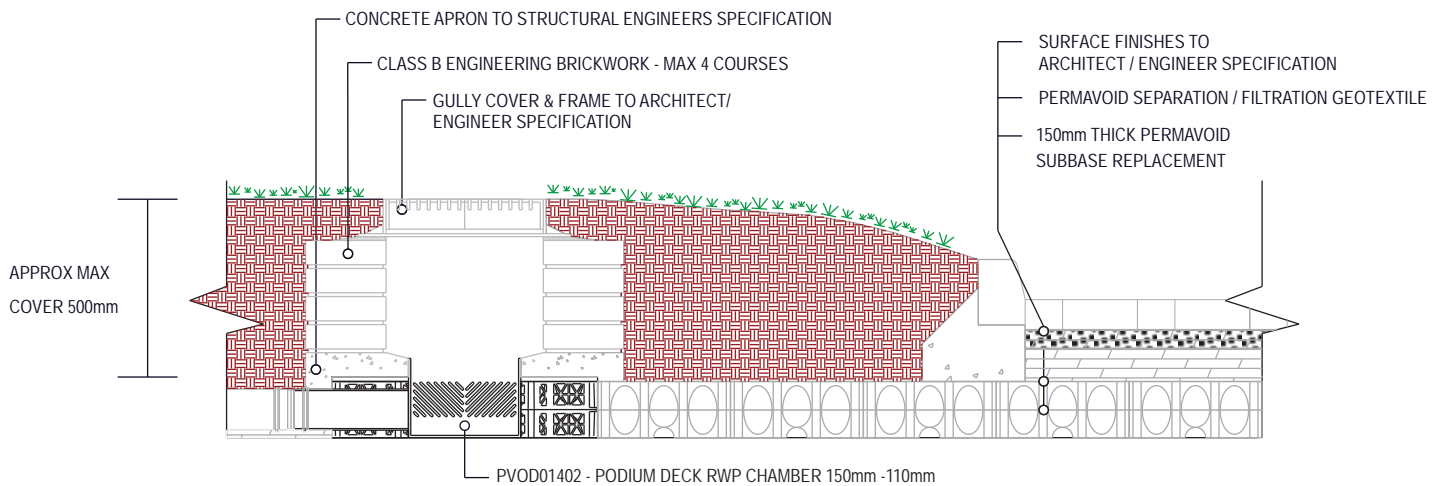 CONCRETE APRON TO STRUCTURAL ENGINEERS SPECIFICATION
CLASS B ENGINEERING BRICKWORK - MAX 4 COURSES
GULLY COVER & FRAME TO ARCHITECT/
ENGINEER SPECIFICATION
SURFACE FINISHES TO
ARCHITECT / ENGINEER SPECIFICATION
PERMAVOID SEPARATION / FILTRATION GEOTEXTILE
150mm THICK PERMAVOID
SUBBASE REPLACEMENT
APPROX MAX
COVER 500mm
PVOD01402 - PODIUM DECK RWP CHAMBER 150mm -110mm